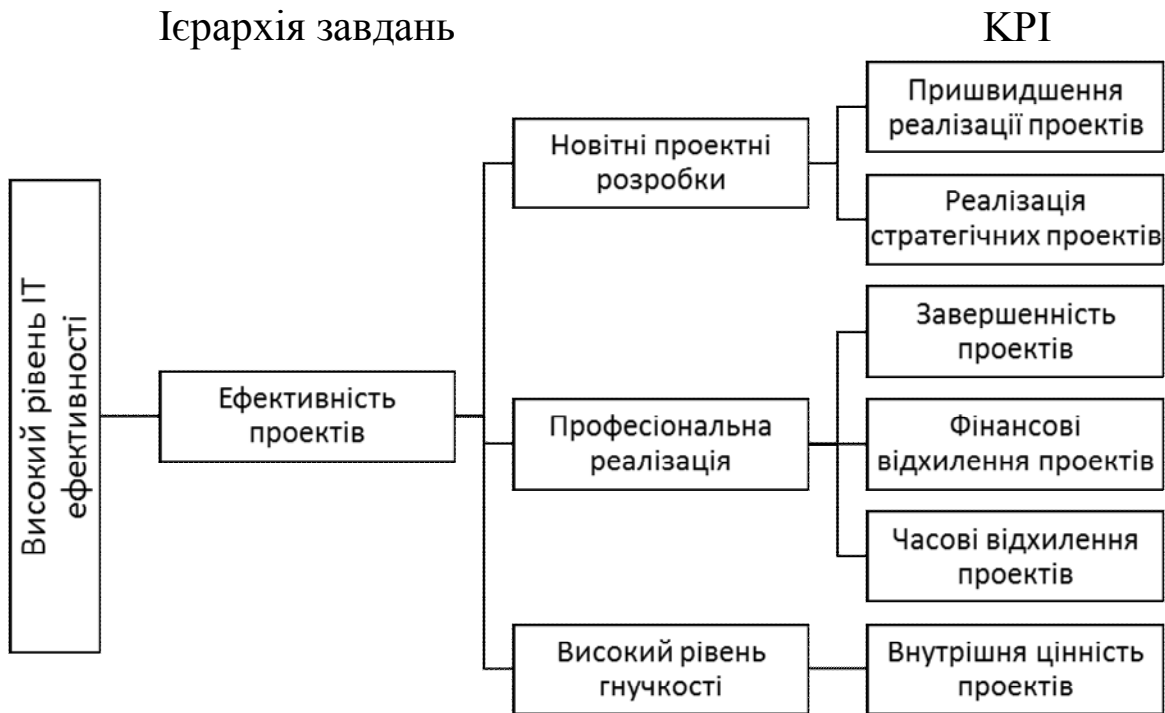 Ієрархія завдань
KPI
Високий рівень ІТ
ефективності
Ефективність
проектів
Новітні проектні
розробки
Пришвидшення
реалізації проектів
Реалізація
стратегічних проектів
Професіональна
реалізація
Завершенність
проектів
Фінансові
відхилення проектів
Часові відхилення
проектів
Високий рівень
гнучкості
Внутрішня цінність
проектів